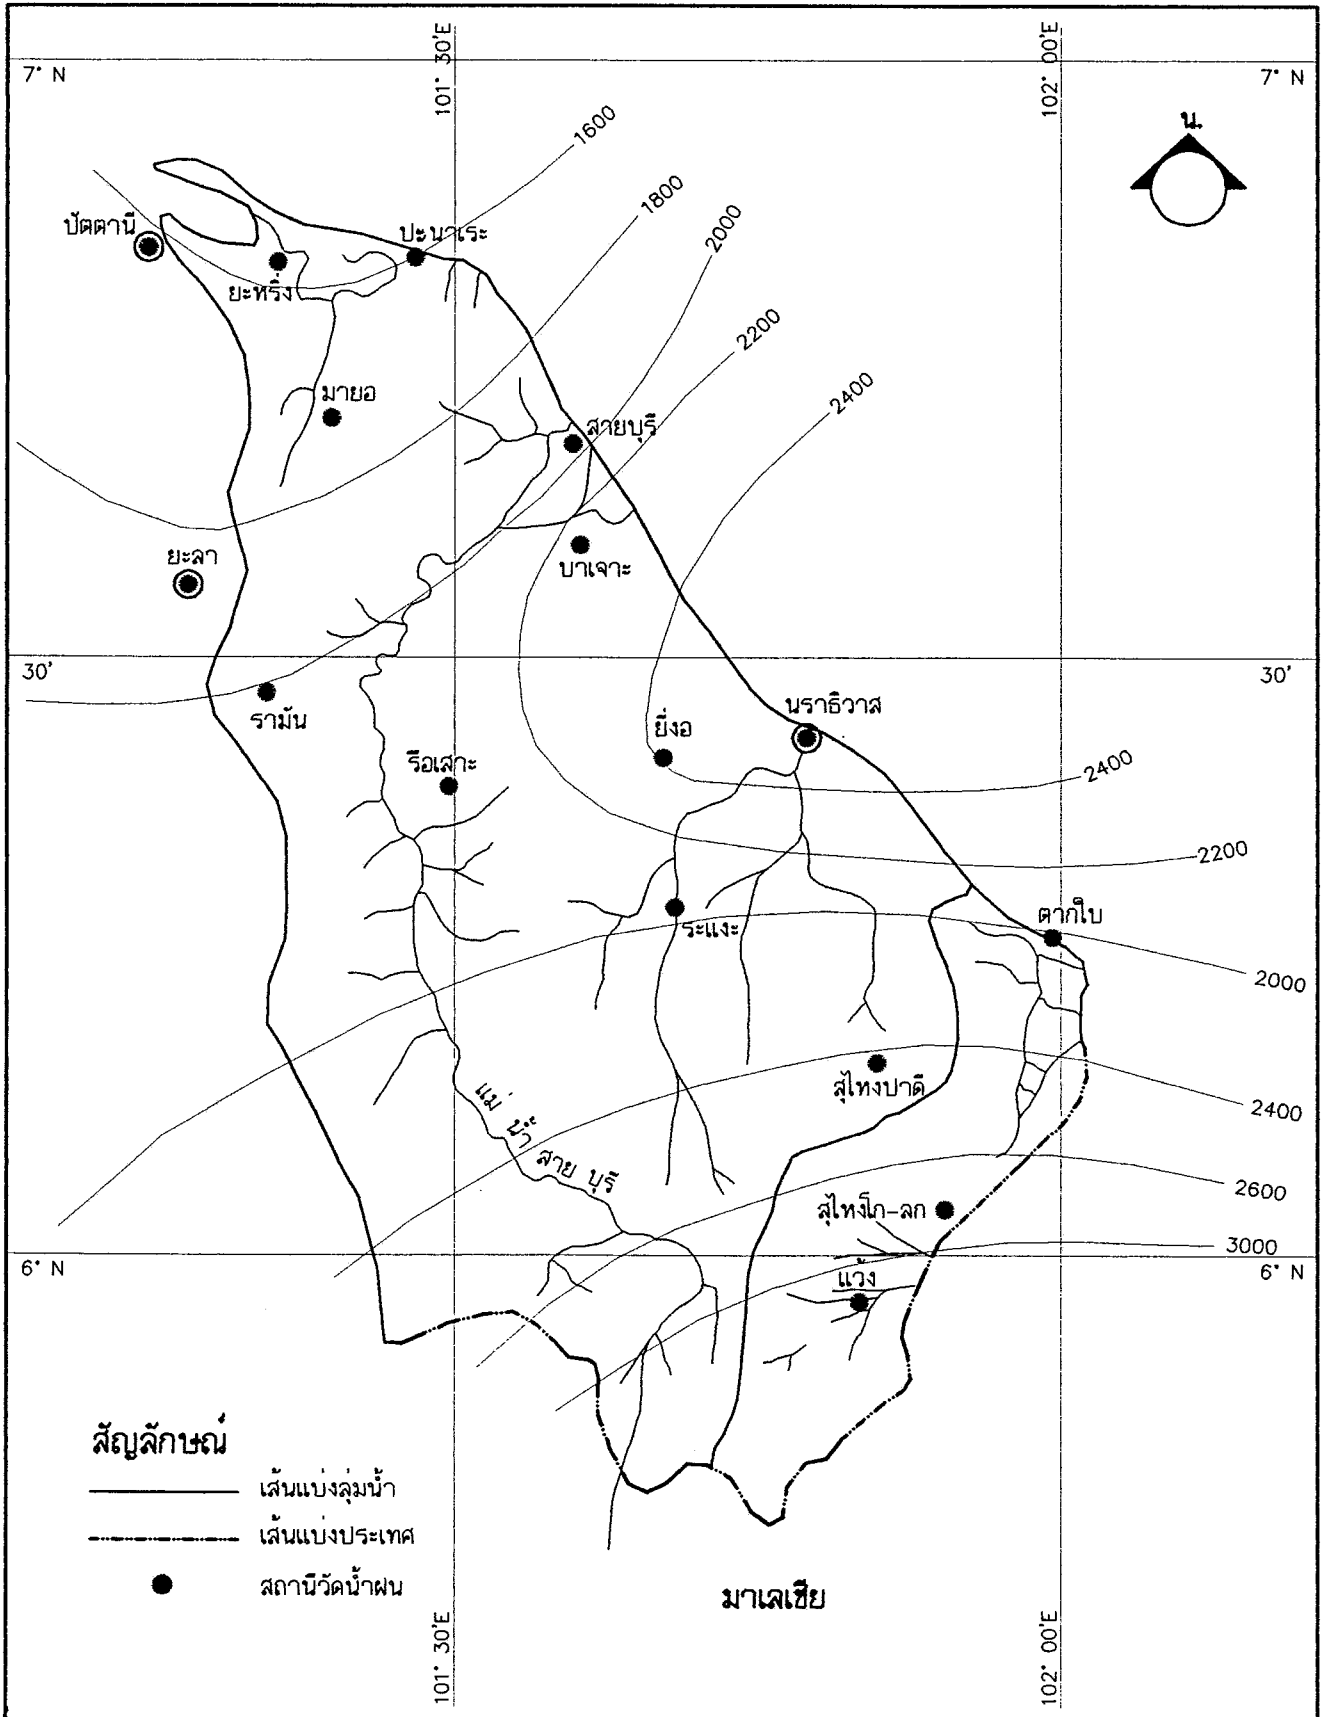 101° 30'E
102° 00'E
7° N
7° N
น.
1600
1800
2000
2200
2400
ปัตตานี
ปะนาเระ
ยะหริ่ง
มายอ
สายบุรี
ยะลา
บาเจาะ
30'
30'
รามัน
นราธิวาส
ยี่งอ
รือเสาะ
2400
2200
ตากใบ
ระแงะ
2000
สุไหงปาดี
2400
แม่ น้ำ สาย บุรี
2600
สุไหงโก-ลก
3000
6° N
6° N
แว้ง
สัญลักษณ์
เส้นแบ่งลุ่มน้ำ
เส้นแบ่งประเทศ
สถานีวัดน้ำฝน
มาเลเซีย
101° 30'E
102° 00'E